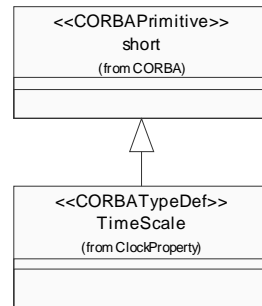 <<CORBAPrimitive>>
short
(from CORBA)
<<CORBATypeDef>>
TimeScale
(from ClockProperty)